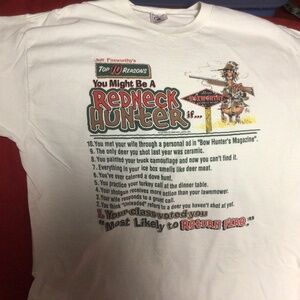 Jeff Foxworthy's
Top 10 Reasons
You Might Be A
Redneck
Hunter if...
10. You met your wife through a personal ad in "Bow Hunter's Magazine".
9. The only deer you shot last year was ceramic.
8. You painted your truck camouflage and now you can't find it.
7. Everything in your ice box smells like deer meat.
6. You've ever calored a dove hunt.
5. You practice your turkey call at the dinner table.
4. Your shotgun receives more action than your lawnmower.
3. Your wife responds to a grunt call.
2. You think "Unloaded" refers to a deer you haven't shot at yet.
1. Your class voted you
"Most Likely to Return Fire."